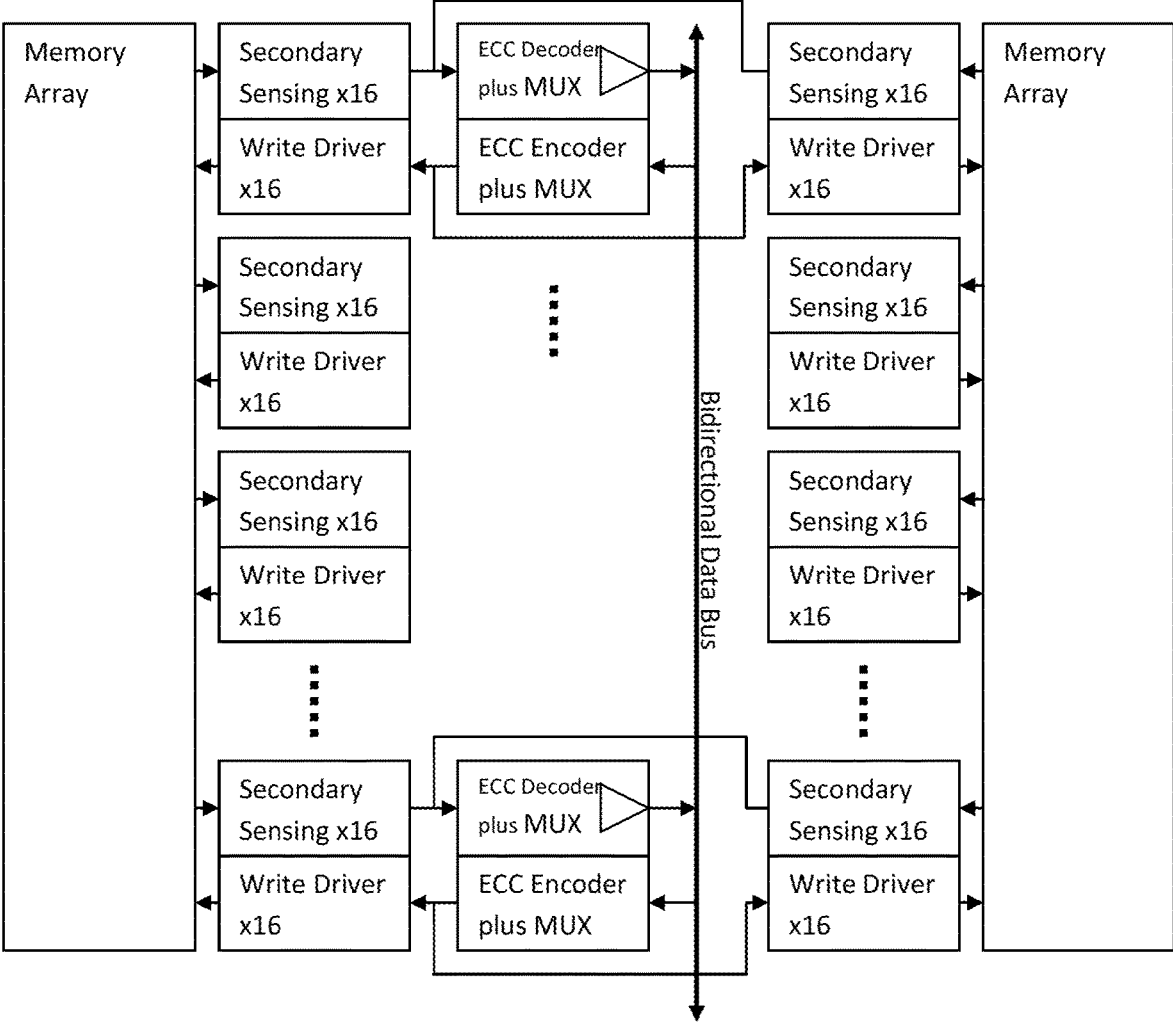 Memory
Array
Secondary
Sensing x16
Write Driver
x16
ECC Decoder
plus MUX
ECC Encoder
plus MUX
Secondary
Sensing x16
Write Driver
x16
Memory
Array
Secondary
Sensing x16
Write Driver
x16
Secondary
Sensing x16
Write Driver
x16
Bidirectional Data Bus
Secondary
Sensing x16
Write Driver
x16
Secondary
Sensing x16
Write Driver
x16
Secondary
Sensing x16
Write Driver
x16
ECC Decoder
plus MUX
ECC Encoder
plus MUX
Secondary
Sensing x16
Write Driver
x16